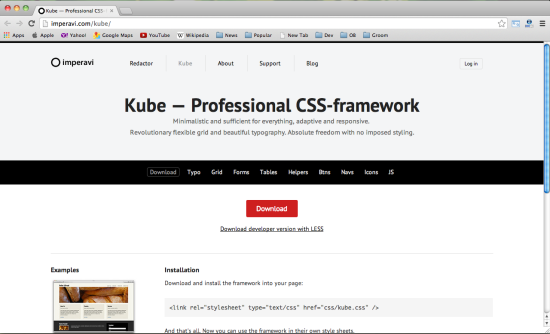 Kube — Professional CSS-
imperavi.com/kube/
Apps Apple Yahoo! Google Maps YouTube Wikipedia News Popular New Tab Dev OB Groom
imperavi Redactor Kube About Support Blog Log in
Kube — Professional CSS-framework
Minimalistic and sufficient for everything, adaptive and responsive.
Revolutionary flexible grid and beautiful typography. Absolute freedom with no imposed styling.
Download Typo Grid Forms Tables Helpers Btns Navs Icons JS
Download
Download developer version with LESS
Examples
Installation
Download and install the framework into your page:
<link rel="stylesheet" type="text/css" href="css/kube.css" />
And that's all. Now you can use the framework in their own style sheets.